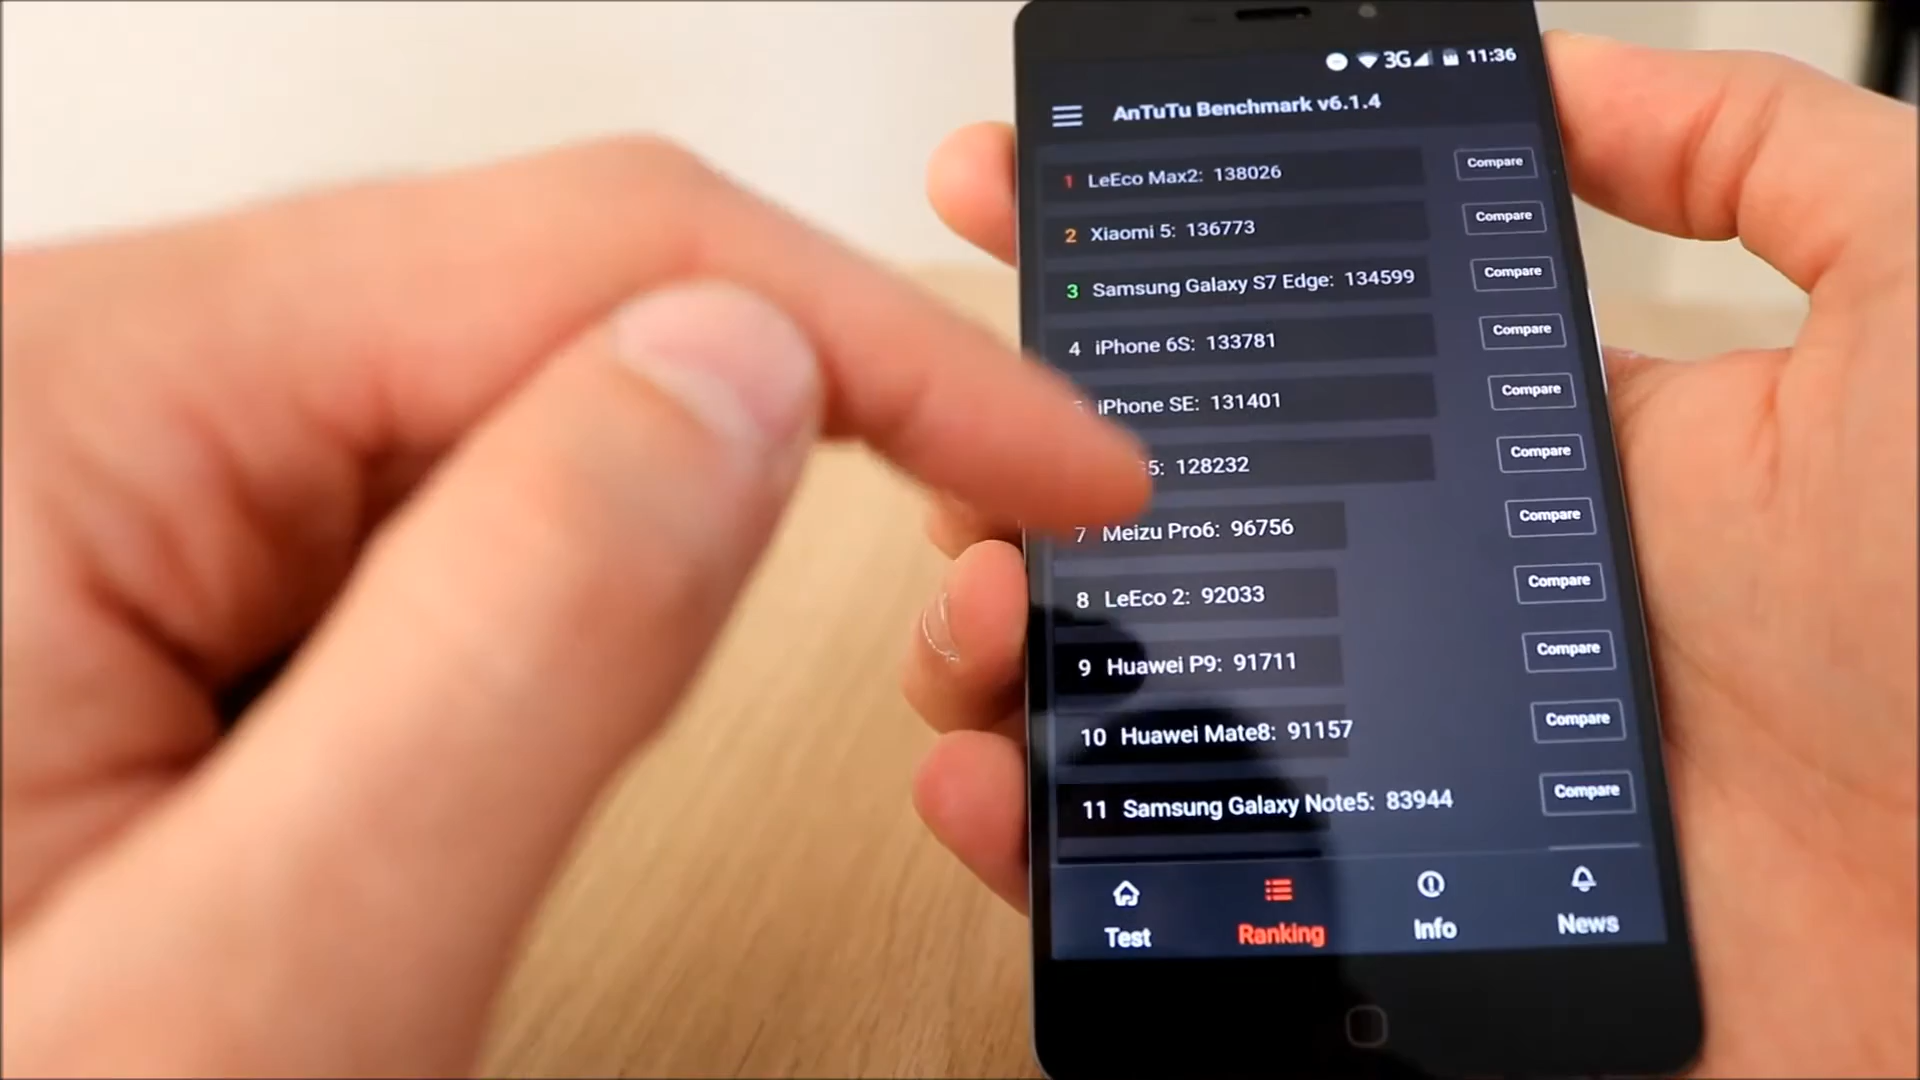 3G 11:36
AnTuTu Benchmark v6.1.4
1 LeEco Max2: 138026 Compare
2 Xiaomi 5: 136773 Compare
3 Samsung Galaxy S7 Edge: 134599 Compare
4 iPhone 6S: 133781 Compare
5 iPhone SE: 131401 Compare
128232 Compare
7 Meizu Pro6: 96756 Compare
8 LeEco 2: 92033 Compare
9 Huawei P9: 91711 Compare
10 Huawei Mate8: 91157 Compare
11 Samsung Galaxy Note5: 83944 Compare
Test Ranking Info News